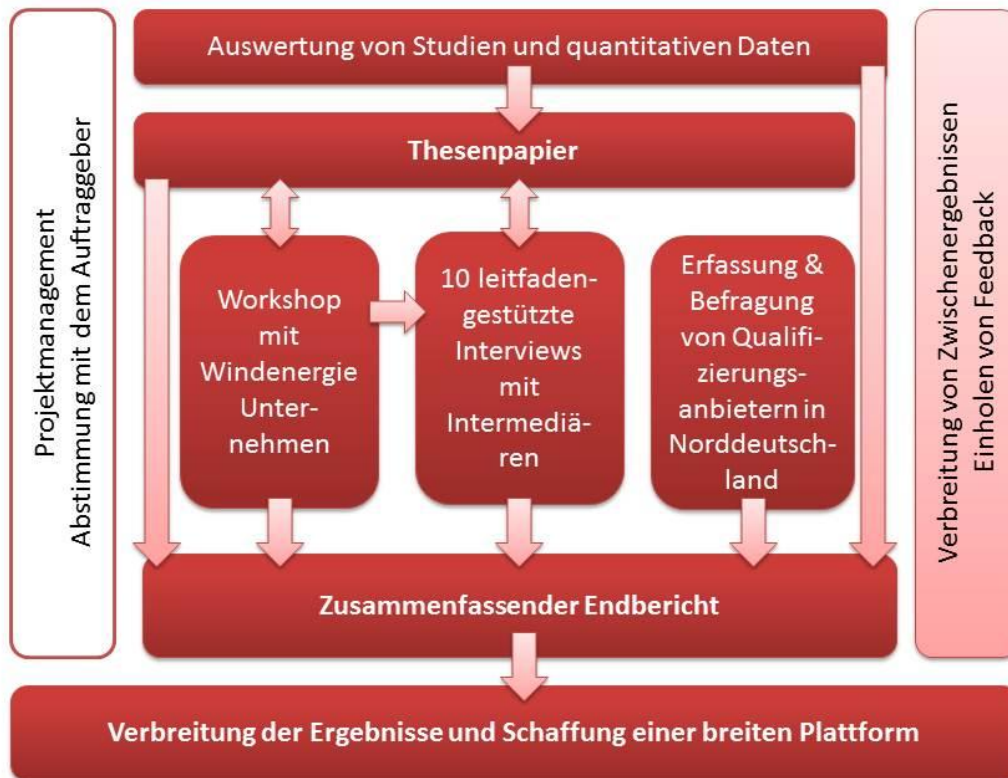 Projektmanagement
Abstimmung mit dem Auftraggeber
Auswertung von Studien und quantitativen Daten
Thesenpapier
Workshop
mit
Windenergie
Unter-
nehmen
10 leitfaden-
gestützte
Interviews
mit
Intermediä-
ren
Erfassung &
Befragung
von Qualifi-
zierungs-
anbietern in
Norddeutsch-
land
Zusammenfassender Endbericht
Verbreitung der Ergebnisse und Schaffung einer breiten Plattform
Verbreitung von Zwischenergebnissen
Einholen von Feedback